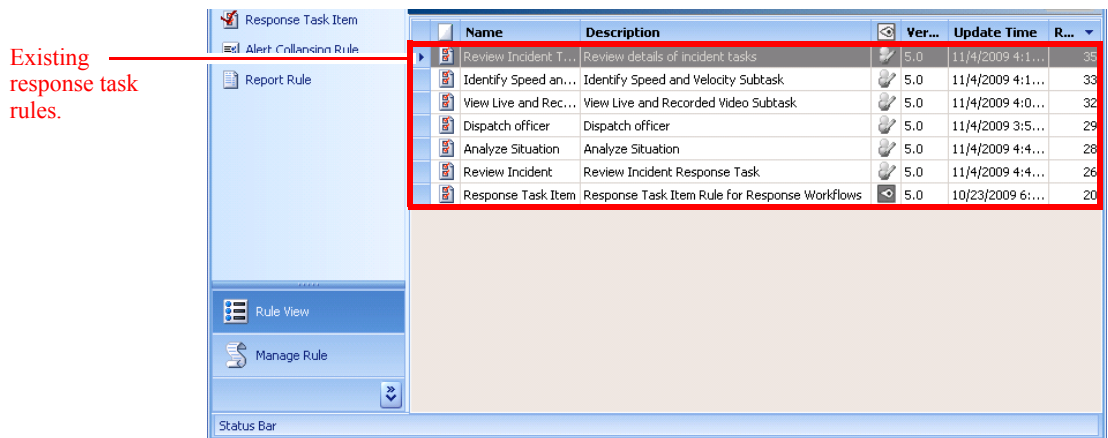 Existing
response task
rules.
Response Task Item
Alert Collapsing Rule
Report Rule
Name Description Ver... Update Time R...
Review Incident T... Review details of incident tasks 5.0 11/4/2009 4:1... 35
Identify Speed an... Identify Speed and Velocity Subtask 5.0 11/4/2009 4:1... 33
View Live and Rec... View Live and Recorded Video Subtask 5.0 11/4/2009 4:0... 32
Dispatch officer Dispatch officer 5.0 11/4/2009 3:5... 29
Analyze Situation Analyze Situation 5.0 11/4/2009 4:4... 28
Review Incident Review Incident Response Task 5.0 11/4/2009 4:4... 26
Response Task Item Response Task Item Rule for Response Workflows 5.0 10/23/2009 6:... 20
Rule View
Manage Rule
Status Bar